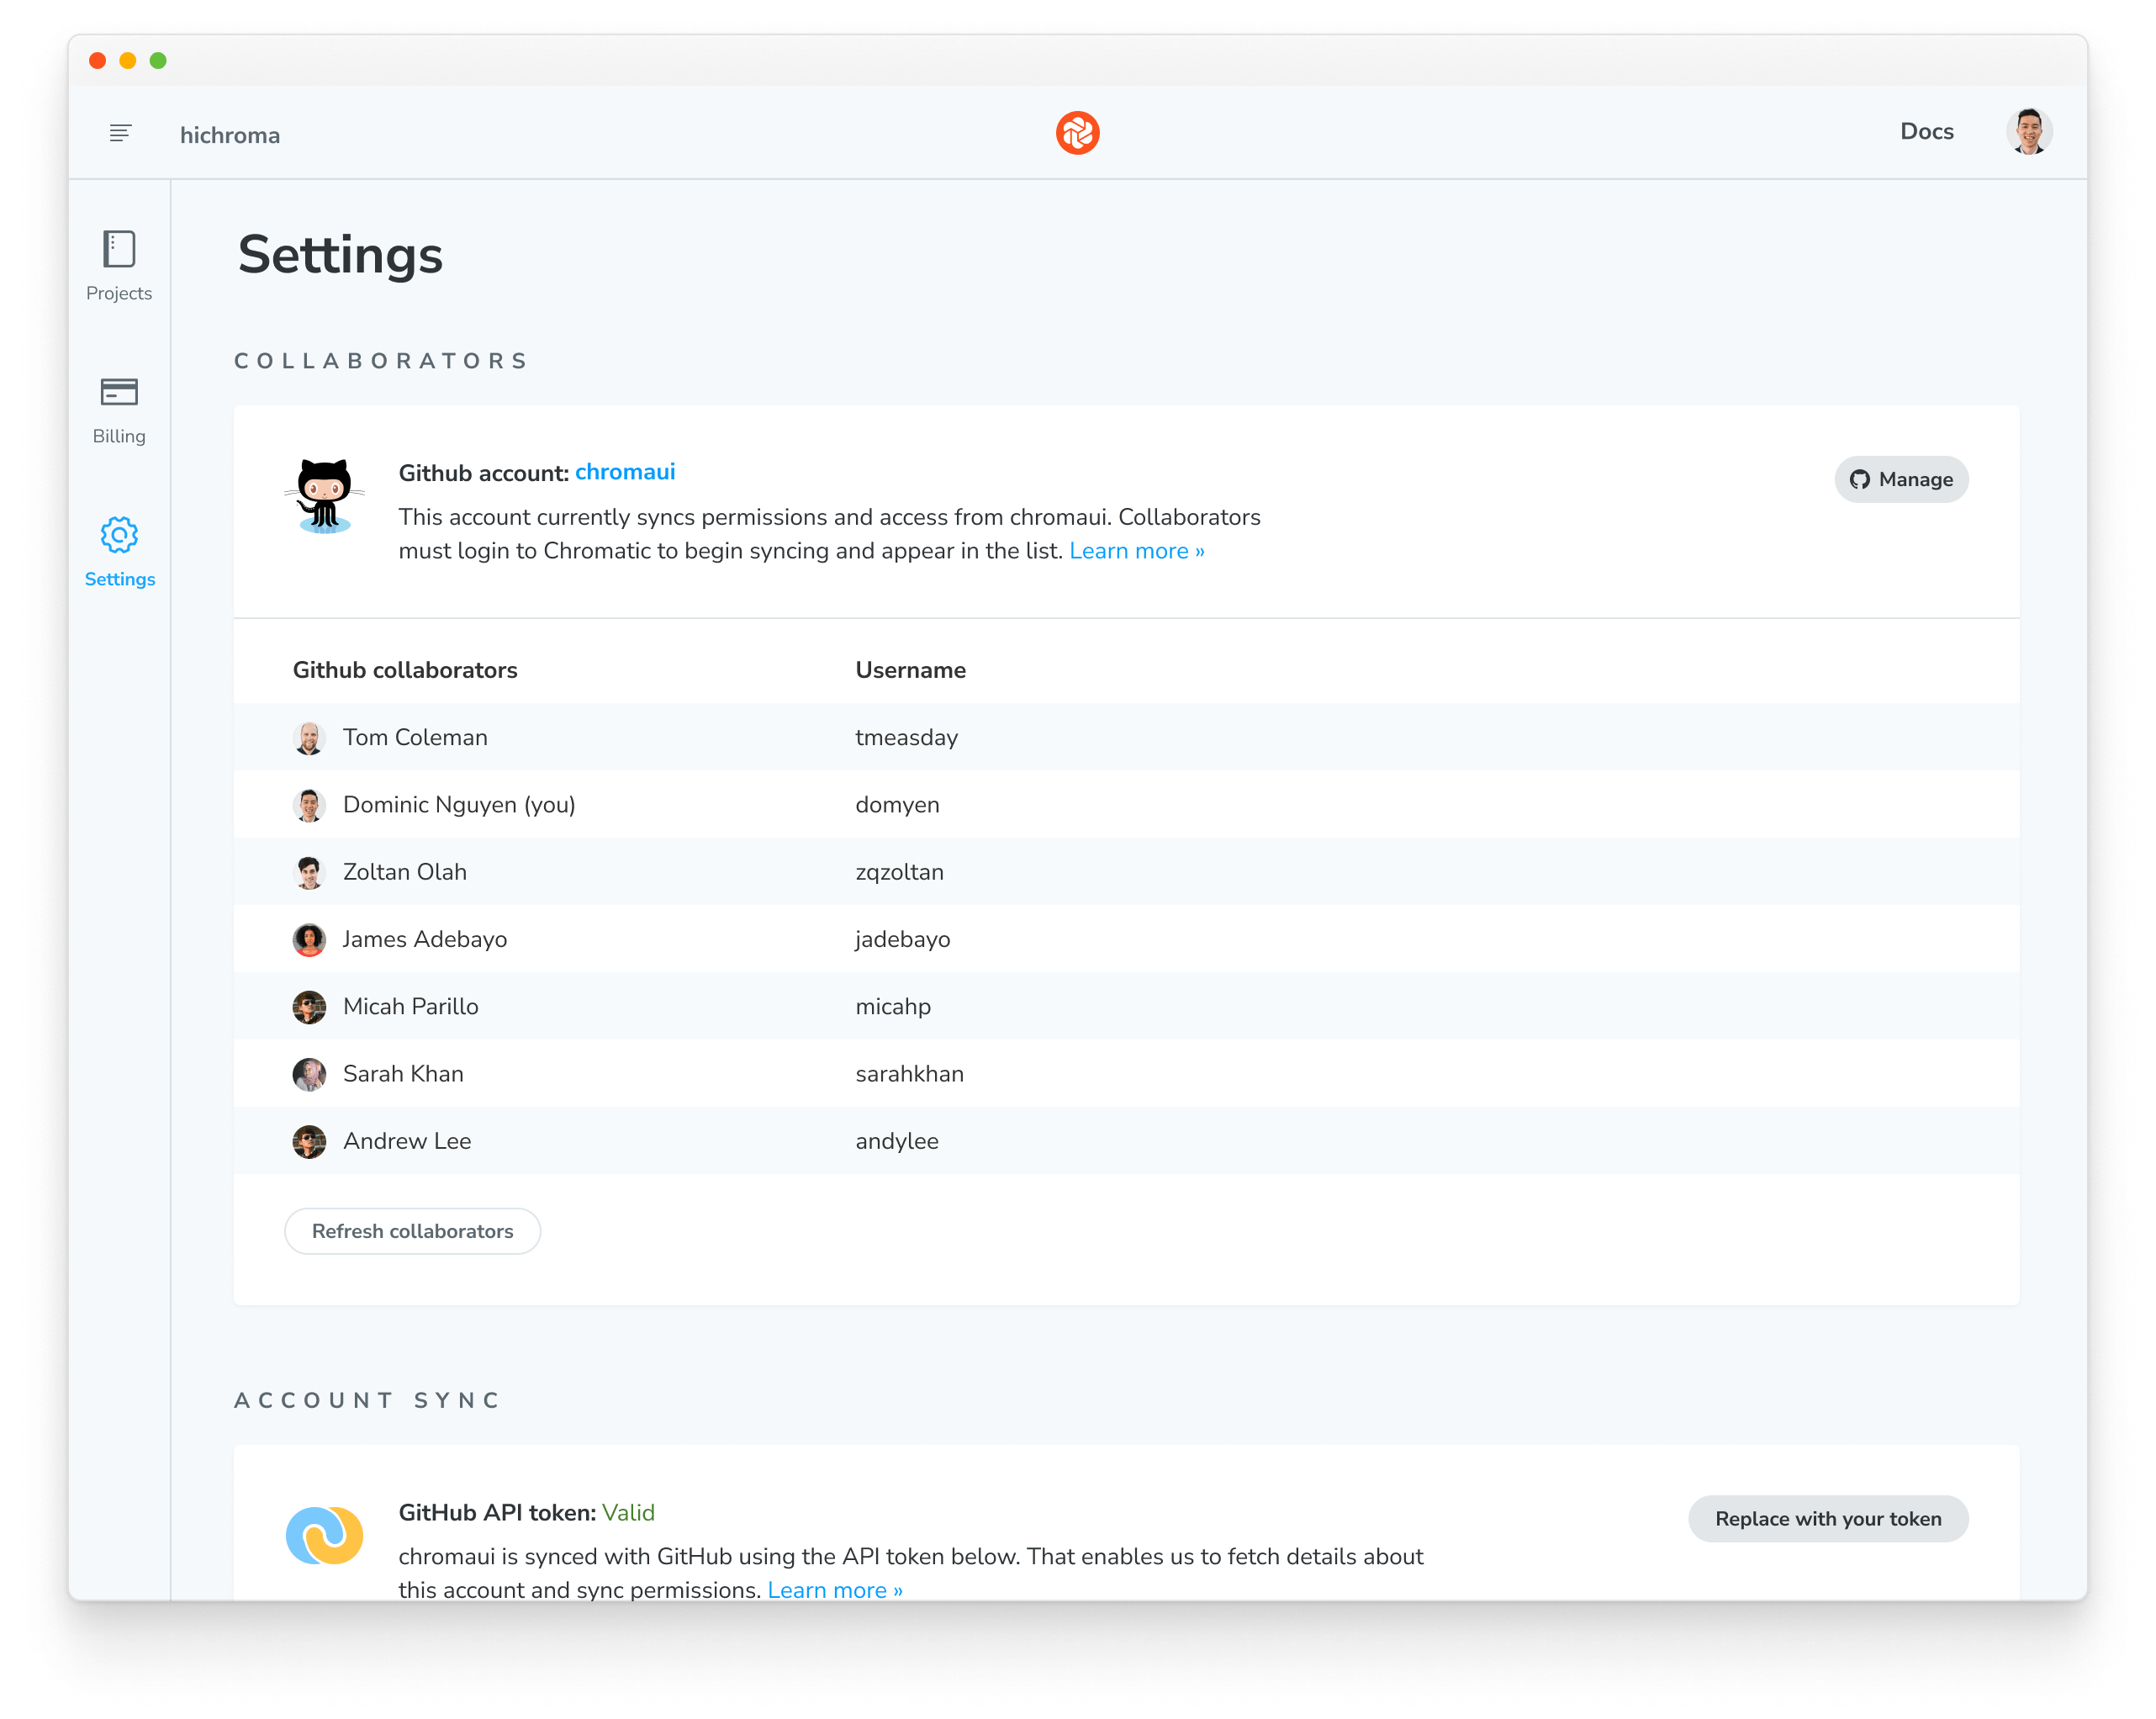 hichroma
Docs
Projects
Billing
Settings
Settings
COLLABORATORS
Github account: chromaui
Manage
This account currently syncs permissions and access from chromaui. Collaborators
must login to Chromatic to begin syncing and appear in the list. Learn more »
Github collaborators Username
Tom Coleman tmeasday
Dominic Nguyen (you) domyen
Zoltan Olah zqzoltan
James Adebayo jadebayo
Micah Parillo micahp
Sarah Khan sarahkhan
Andrew Lee andylee
Refresh collaborators
ACCOUNT SYNC
GitHub API token: Valid
Replace with your token
chromaui is synced with GitHub using the API token below. That enables us to fetch details about
this account and sync permissions. Learn more »